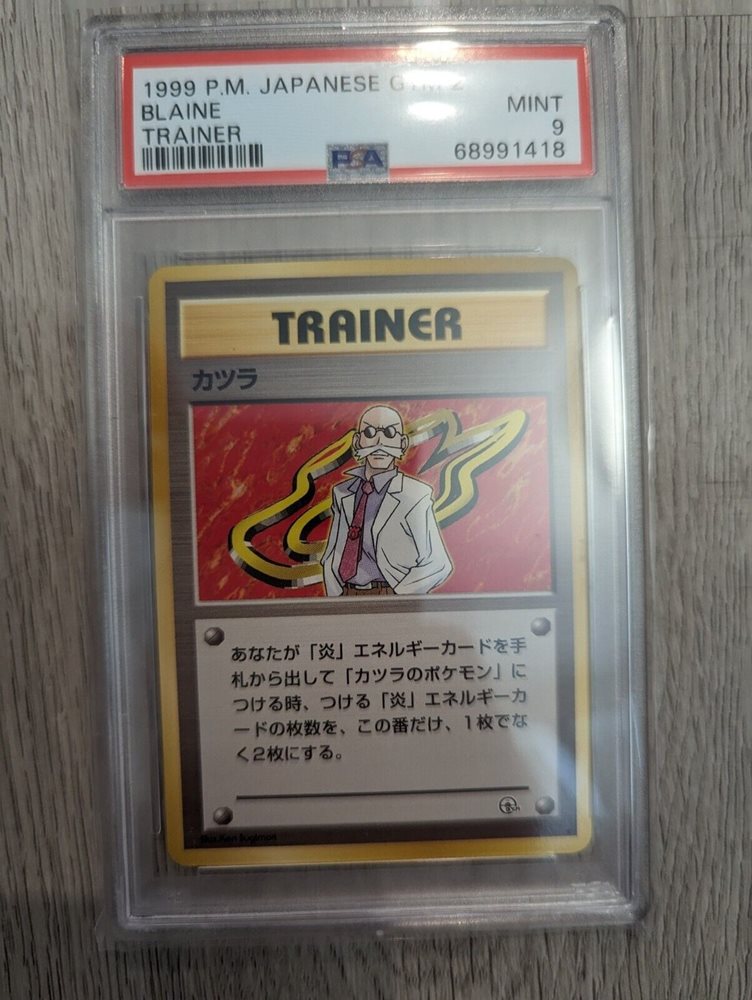 1999 P.M. JAPANESE GYM 2
BLAINE
MINT
TRAINER
9
PSA
68991418
TRAINER
カツラ
あなたが「炎」エネルギーカードを手
札から出して「カツラのポケモン」に
つける時、つける「炎」エネルギーカ
ードの枚数を、この番だけ、1枚でな
く2枚にする。
Illus. Ken Sugimori